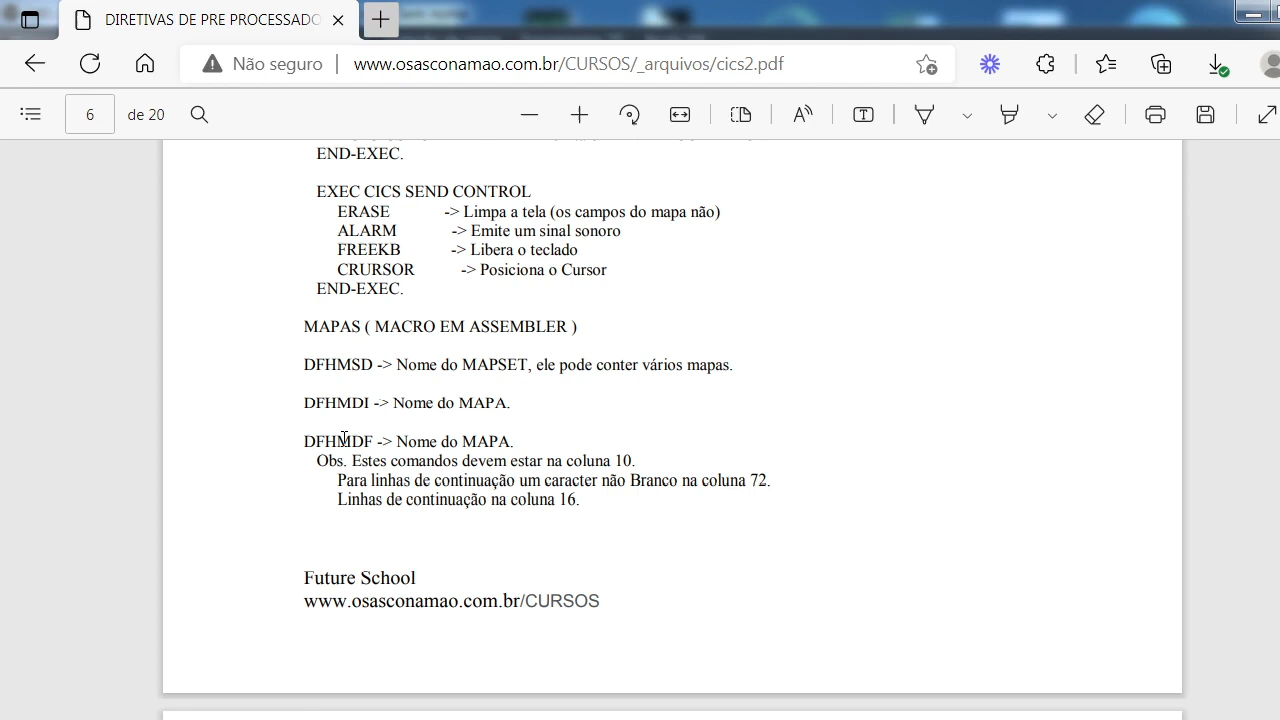 DIRETIVAS DE PRE PROCESSADO
Não seguro
www.osasconamao.com.br/CURSOS/_arquivos/cics2.pdf
6 de 20
END-EXEC.
EXEC CICS SEND CONTROL
ERASE -> Limpa a tela (os campos do mapa não)
ALARM -> Emite um sinal sonoro
FREEKB -> Libera o teclado
CRURSOR -> Posiciona o Cursor
END-EXEC.
MAPAS ( MACRO EM ASSEMBLER )
DFHMSD -> Nome do MAPSET, ele pode conter vários mapas.
DFHMDI -> Nome do MAPA.
DFHMDF -> Nome do MAPA.
Obs. Estes comandos devem estar na coluna 10.
Para linhas de continuação um caracter não Branco na coluna 72.
Linhas de continuação na coluna 16.
Future School
www.osasconamao.com.br/CURSOS